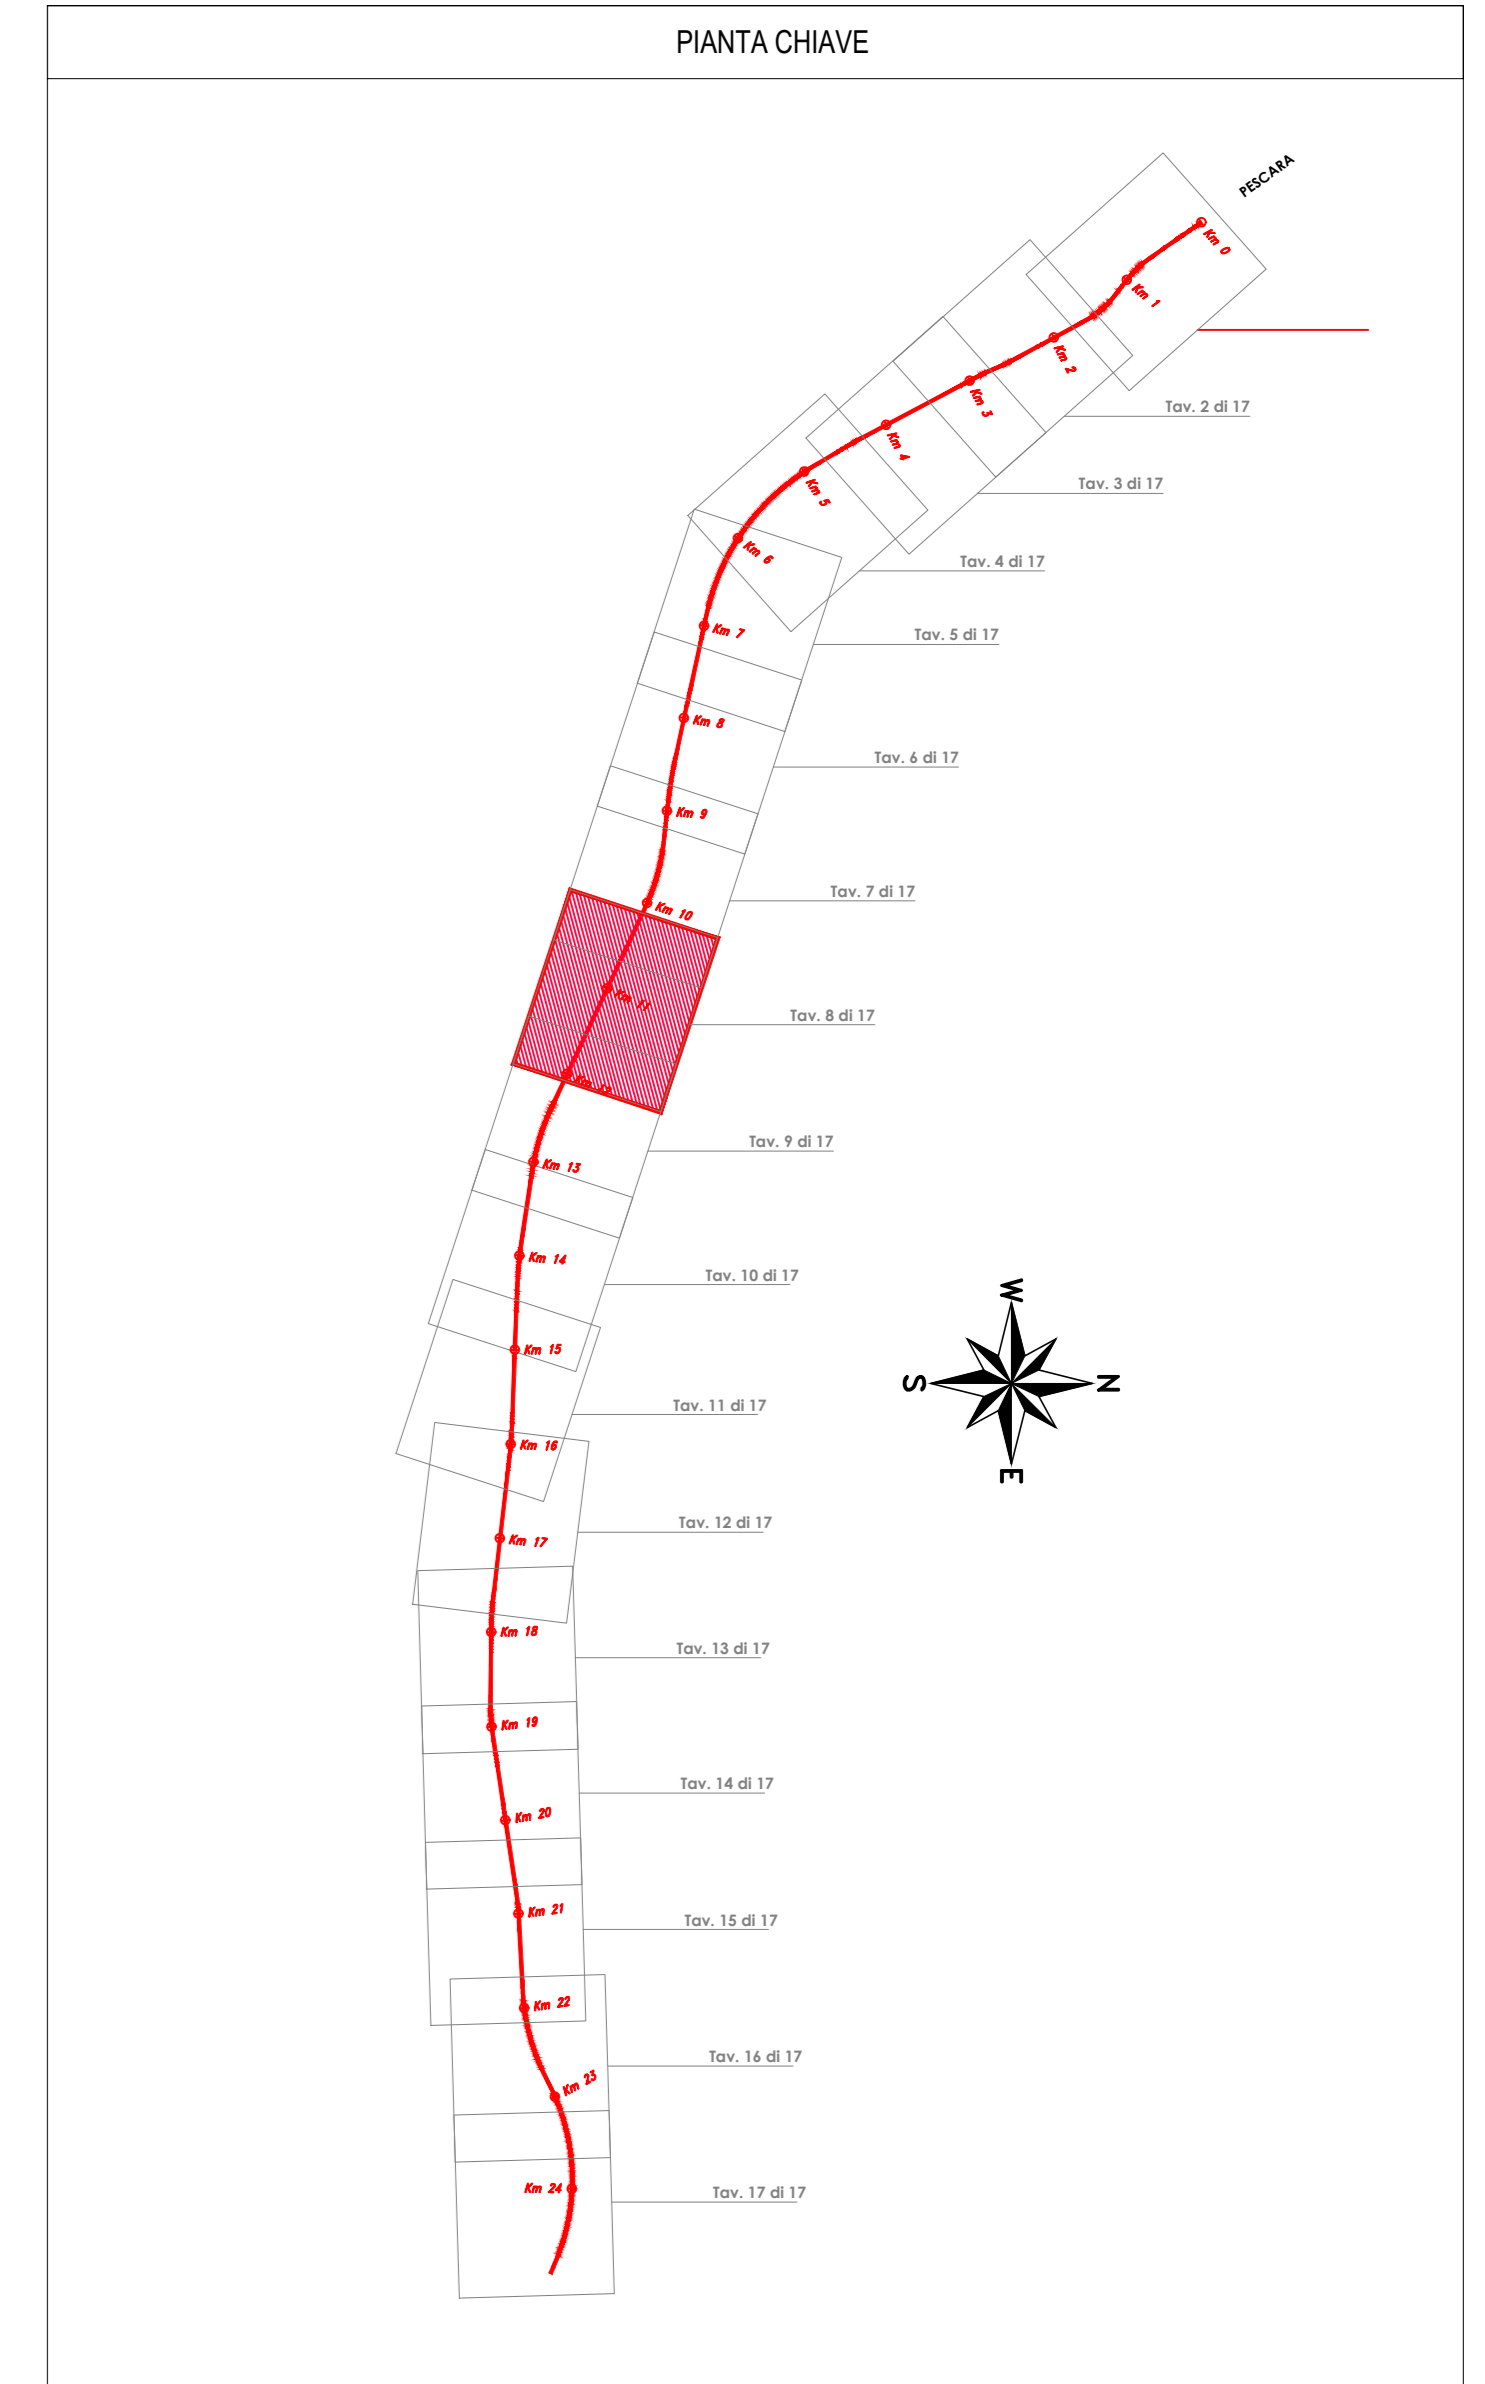 PIANTA CHIAVE
PESCARA
Km 0
Km 1
Km 2
Tav. 2 di 17
Km 3
Km 4
Tav. 3 di 17
Km 5
Km 6
Tav. 4 di 17
Km 7
Tav. 5 di 17
Km 8
Tav. 6 di 17
Km 9
Tav. 7 di 17
Km 10
Km 11
Tav. 8 di 17
Km 12
Tav. 9 di 17
Km 13
Km 14
Tav. 10 di 17
W
Km 15
S
N
Tav. 11 di 17
Km 16
E
Tav. 12 di 17
Km 17
Km 18
Tav. 13 di 17
Km 19
Tav. 14 di 17
Km 20
Km 21
Tav. 15 di 17
Km 22
Tav. 16 di 17
Km 23
Km 24
Tav. 17 di 17